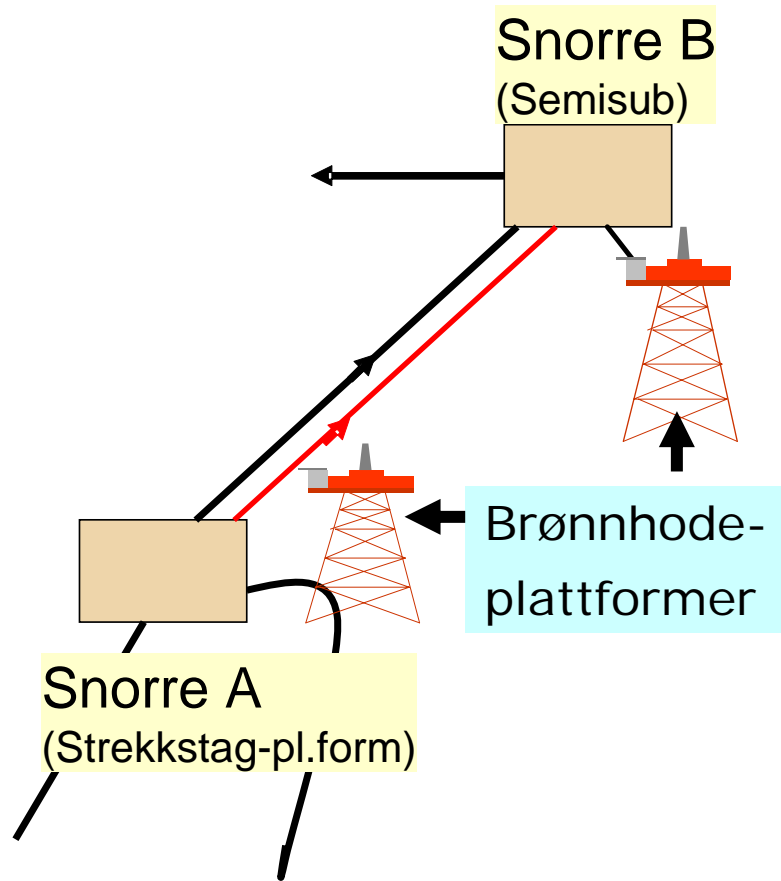 Snorre B
(Semisub)
Brønnhode-
plattformer
Snorre A
(Strekkstag-pl.form)